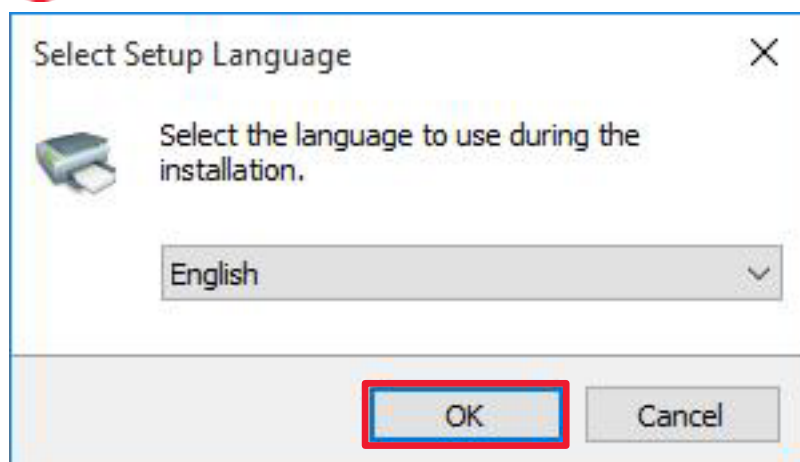 Select Setup Language
Select the language to use during the
installation.
English
OK
Cancel